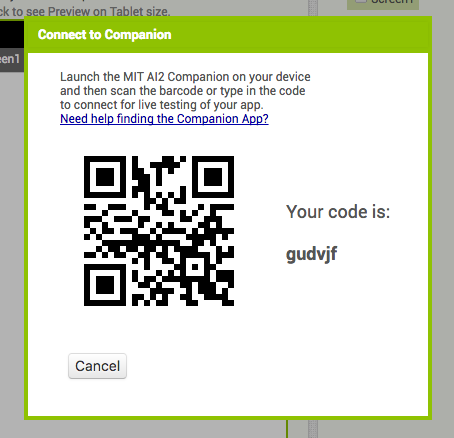 ck to see Preview on Tablet size.
Screen1
een1
Connect to Companion
Launch the MIT AI2 Companion on your device
and then scan the barcode or type in the code
to connect for live testing of your app.
Need help finding the Companion App?
Your code is:
gudvjf
Cancel